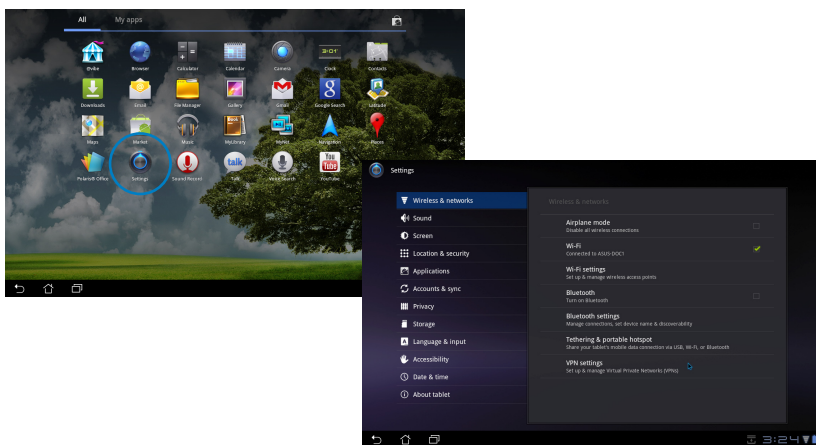 All My apps
@vibe Browser Calculator Calendar Camera Clock Contacts
Downloads Email File Manager Gallery Gmail Google Search Latitude
Maps Market Music MyLibrary MyNet Navigation Places
Polaris® Office Settings Sound Record Talk Voice Search YouTube
Settings
Wireless & networks
Sound
Screen
Location & security
Applications
Accounts & sync
Privacy
Storage
Language & input
Accessibility
Date & time
About tablet
Wireless & networks
Airplane mode
Disable all wireless connections
Wi-Fi
Connected to ASUS-DOC1
Wi-Fi settings
Set up & manage wireless access points
Bluetooth
Turn on Bluetooth
Bluetooth settings
Manage connections, set device name & discoverability
Tethering & portable hotspot
Share your tablet's mobile data connection via USB, Wi-Fi, or Bluetooth
VPN settings
Set up & manage Virtual Private Networks (VPNs)
3:24